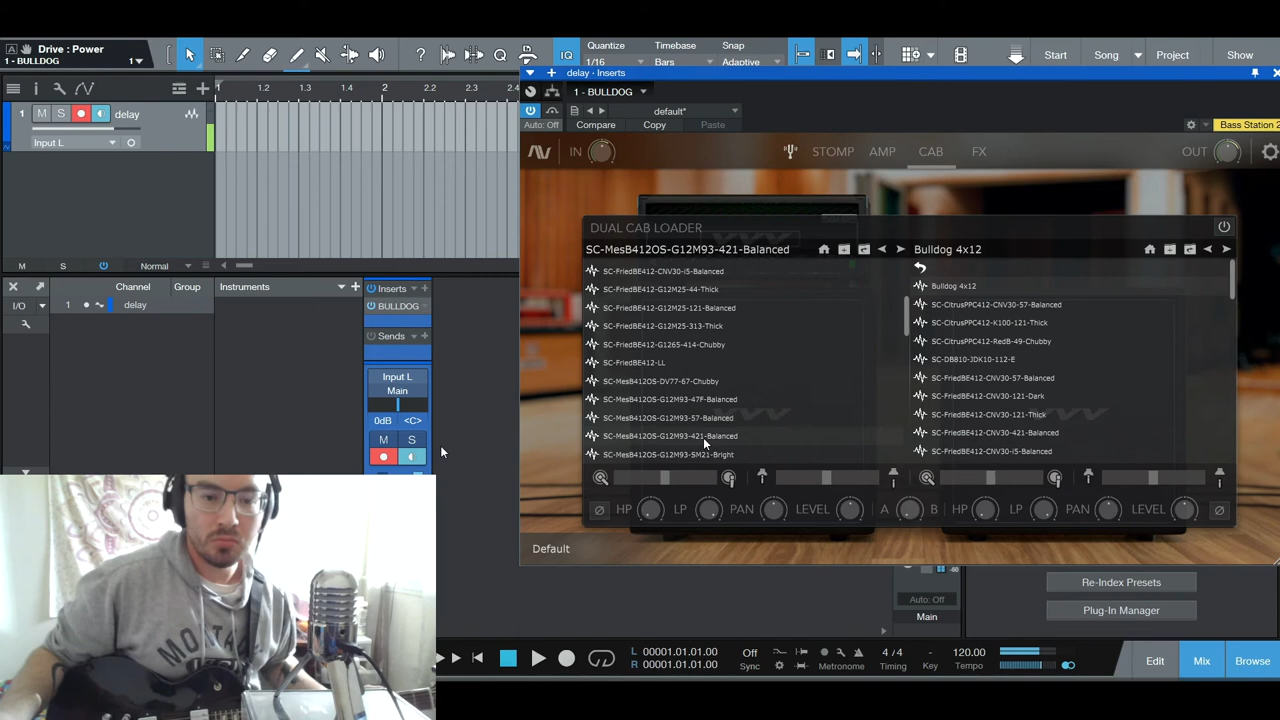 Drive : Power
1 - BULLDOG
1
IQ
Quantize
1/16
Timebase
Bars
Snap
Adaptive
Start
Song
Project
Show
1
1.2
1.3
1.4
2
2.2
2.3
2.4
1
M
S
delay
Input L
M
S
Normal
Channel
Group
Instruments
Inserts
I/O
1
delay
BULLDOG
Sends
Input L
Main
0dB
<C>
M
S
delay - Inserts
1 - BULLDOG
default*
Auto: Off
Compare
Copy
Paste
Bass Station 2
IN
STOMP
AMP
CAB
FX
OUT
DUAL CAB LOADER
SC-MesB412OS-G12M93-421-Balanced
Bulldog 4x12
SC-FriedBE412-CNV30-i5-Balanced
SC-FriedBE412-G12M25-44-Thick
SC-FriedBE412-G12M25-121-Balanced
SC-FriedBE412-G12M25-313-Thick
SC-FriedBE412-G1265-414-Chubby
SC-FriedBE412-LL
SC-MesB412OS-DV77-67-Chubby
SC-MesB412OS-G12M93-47F-Balanced
SC-MesB412OS-G12M93-57-Balanced
SC-MesB412OS-G12M93-421-Balanced
SC-MesB412OS-G12M93-SM21-Bright
Bulldog 4x12
SC-CitrusPPC412-CNV30-57-Balanced
SC-CitrusPPC412-K100-121-Thick
SC-CitrusPPC412-RedB-49-Chubby
SC-DB810-JDK10-112-E
SC-FriedBE412-CNV30-57-Balanced
SC-FriedBE412-CNV30-121-Dark
SC-FriedBE412-CNV30-121-Thick
SC-FriedBE412-CNV30-421-Balanced
SC-FriedBE412-CNV30-i5-Balanced
HP
LP
PAN
LEVEL
A
B
HP
LP
PAN
LEVEL
Default
-60
Auto: Off
Main
Re-Index Presets
Plug-In Manager
L 00001.01.01.00
R 00001.01.01.00
Off
Sync
Metronome
4 / 4
Timing
-
Key
120.00
Tempo
Edit
Mix
Browse